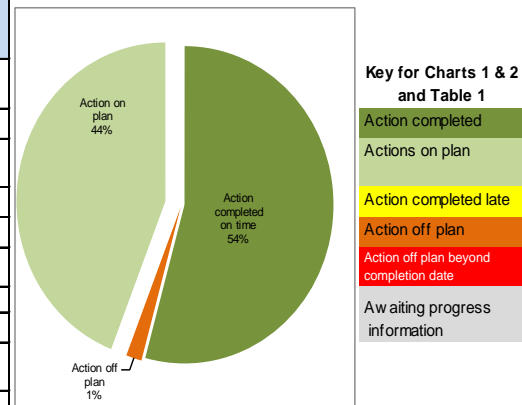 Action on
plan
44%
Action
completed
on time
54%
Action off
plan
1%
Key for Charts 1 & 2
and Table 1
Action completed
Actions on plan
Action completed late
Action off plan
Action off plan beyond
completion date
Awaiting progress
information